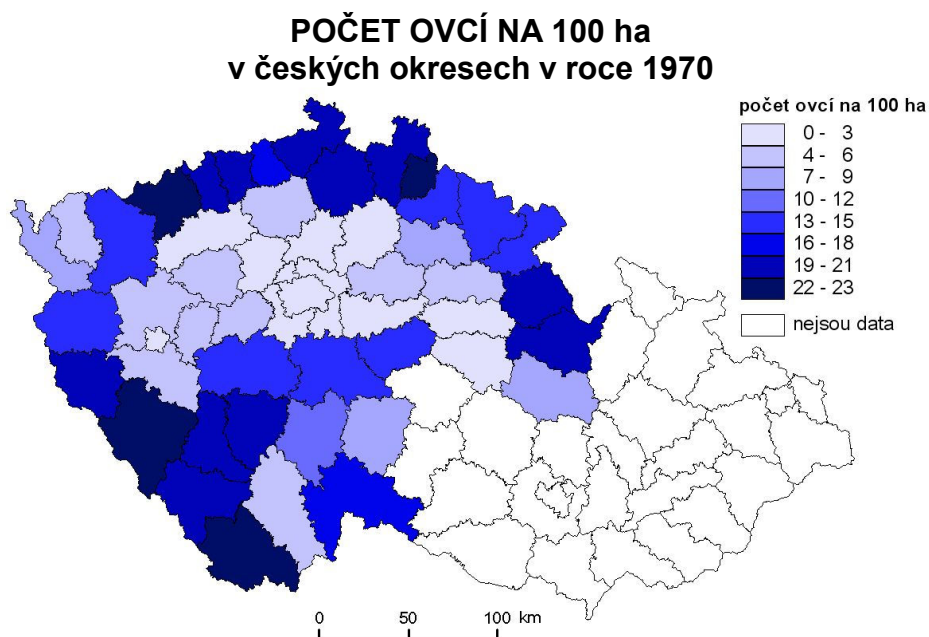 POČET OVCÍ NA 100 ha
v českých okresech v roce 1970
počet ovcí na 100 ha
0 - 3
4 - 6
7 - 9
10 - 12
13 - 15
16 - 18
19 - 21
22 - 23
nejsou data
0 50 100 km